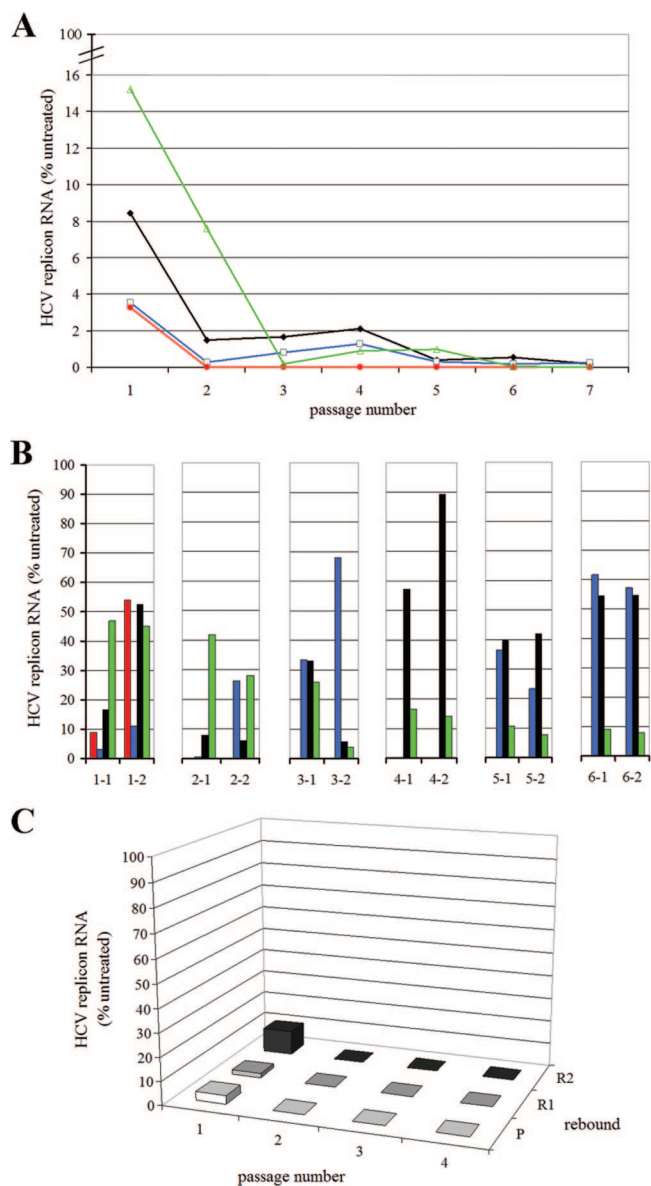 A
HCV replicon RNA (% untreated)
100
16
14
12
10
8
6
4
2
0
1 2 3 4 5 6 7
passage number
B
HCV replicon RNA (% untreated)
100
90
80
70
60
50
40
30
20
10
0
1-1 1-2 2-1 2-2 3-1 3-2 4-1 4-2 5-1 5-2 6-1 6-2
C
HCV replicon RNA
(% untreated)
100
90
80
70
60
50
40
30
20
10
0
1 2 3 4
passage number
P R1 R2
rebound